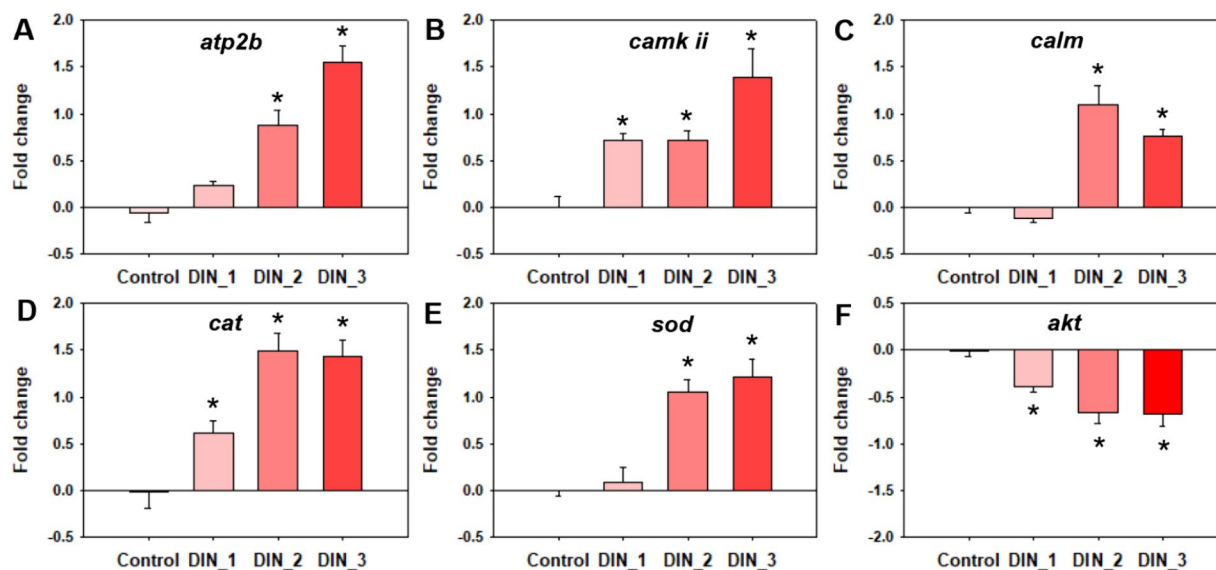 A
atp2b
Fold change
2.0
1.5
1.0
0.5
0.0
-0.5
*
*
Control DIN_1 DIN_2 DIN_3
B
camk ii
Fold change
2.0
1.5
1.0
0.5
0.0
-0.5
*
*
*
Control DIN_1 DIN_2 DIN_3
C
calm
Fold change
2.0
1.5
1.0
0.5
0.0
-0.5
*
*
Control DIN_1 DIN_2 DIN_3
D
cat
Fold change
2.0
1.5
1.0
0.5
0.0
-0.5
*
*
*
Control DIN_1 DIN_2 DIN_3
E
sod
Fold change
2.0
1.5
1.0
0.5
0.0
-0.5
*
*
Control DIN_1 DIN_2 DIN_3
F
akt
Fold change
0.5
0.0
-0.5
-1.0
-1.5
-2.0
*
*
*
Control DIN_1 DIN_2 DIN_3